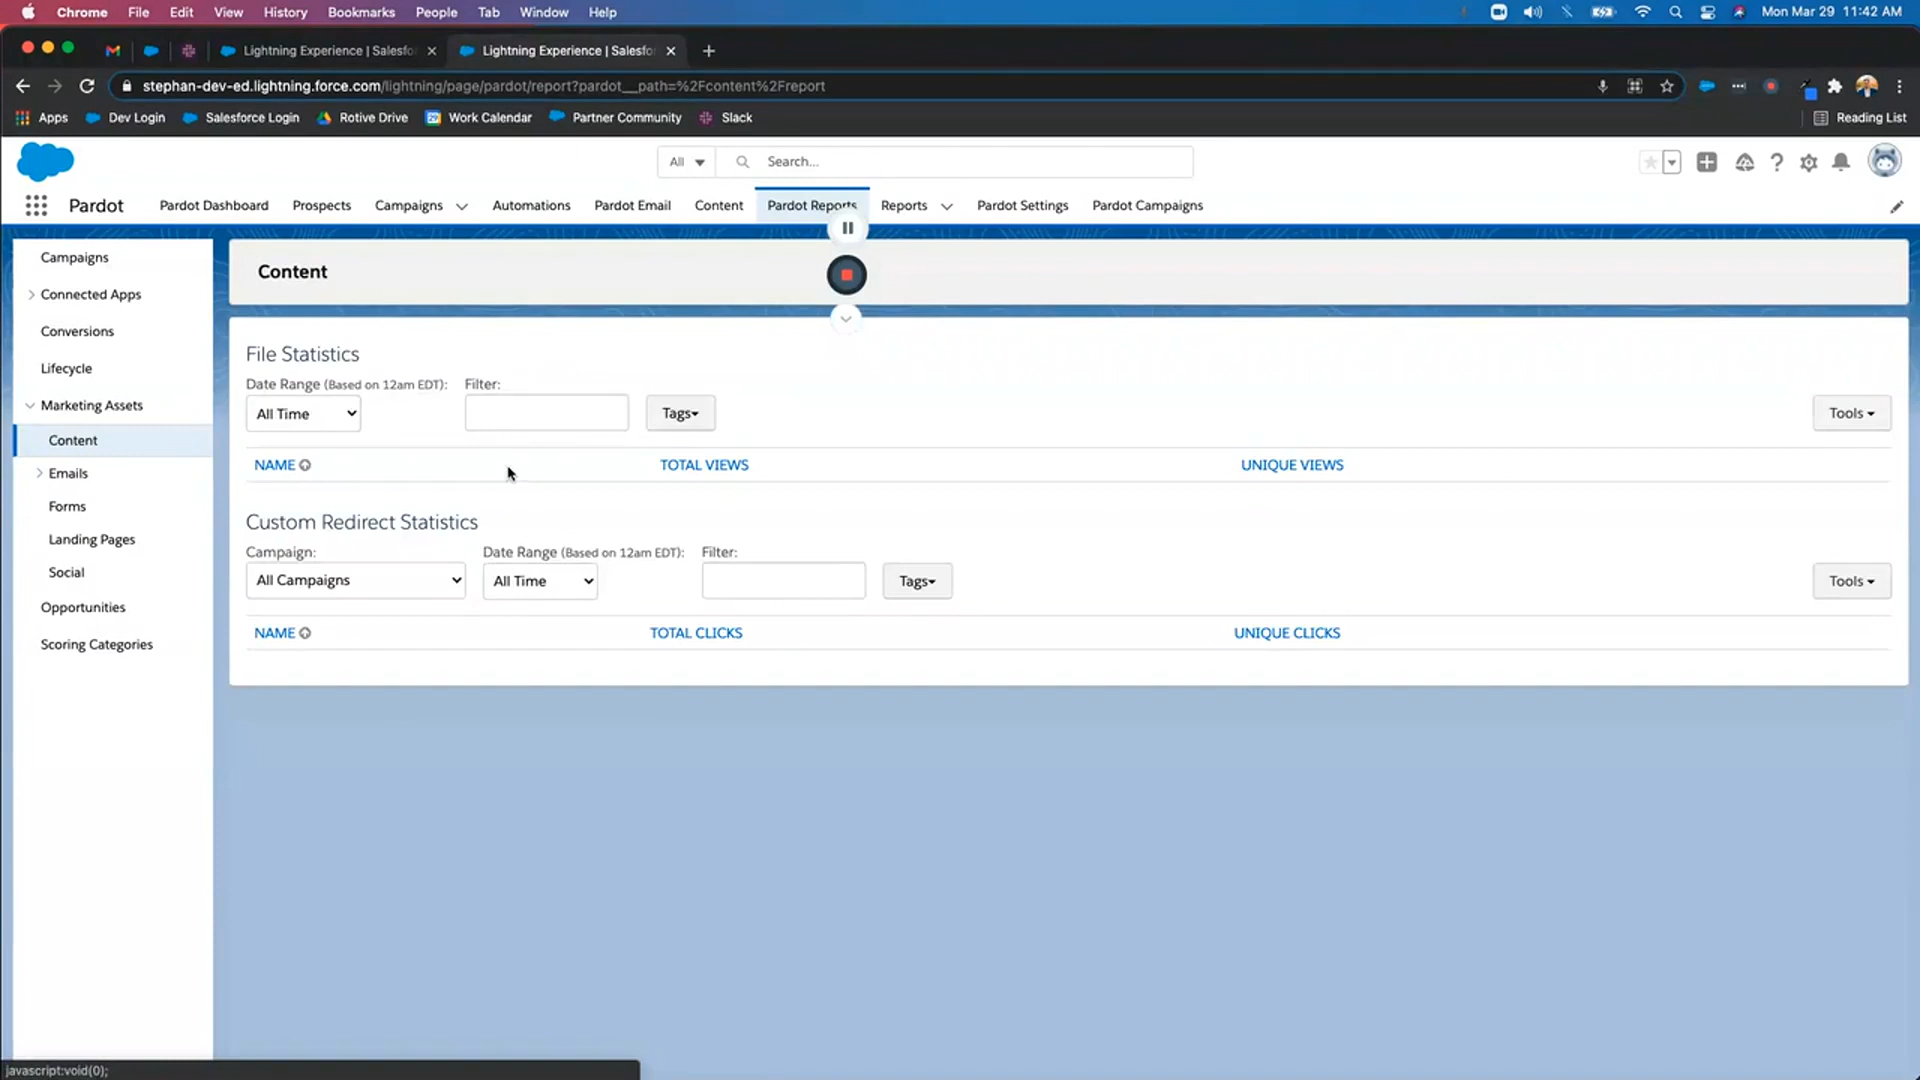 Chrome File Edit View History Bookmarks People Tab Window Help Mon Mar 29 11:42 AM
Lightning Experience | Salesfo Lightning Experience | Salesfo
stephan-dev-ed.lightning.force.com/lightning/page/pardot/report?pardot__path=%2Fcontent%2Freport
Apps Dev Login Salesforce Login Rotive Drive Work Calendar Partner Community Slack Reading List
All Search...
Pardot Pardot Dashboard Prospects Campaigns Automations Pardot Email Content Pardot Reports Reports Pardot Settings Pardot Campaigns
Campaigns
Connected Apps
Conversions
Lifecycle
Marketing Assets
Content
Emails
Forms
Landing Pages
Social
Opportunities
Scoring Categories
Content
File Statistics
Date Range (Based on 12am EDT): Filter:
All Time Tags Tools
NAME TOTAL VIEWS UNIQUE VIEWS
Custom Redirect Statistics
Campaign: Date Range (Based on 12am EDT): Filter:
All Campaigns All Time Tags Tools
NAME TOTAL CLICKS UNIQUE CLICKS
javascript:void(0);